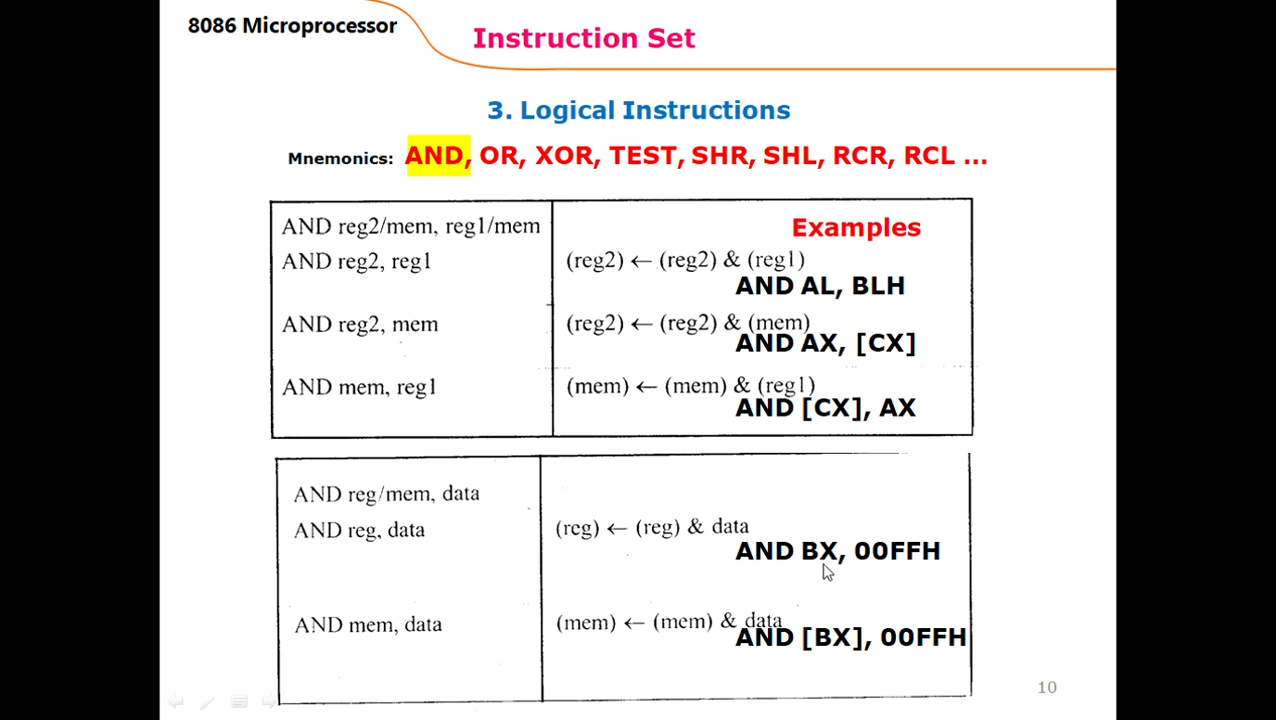 8086 Microprocessor
Instruction Set
3. Logical Instructions
Mnemonics: AND, OR, XOR, TEST, SHR, SHL, RCR, RCL ...
AND reg2/mem, reg1/mem
Examples
AND reg2, reg1
(reg2) ← (reg2) & (reg1)
AND AL, BLH
AND reg2, mem
(reg2) ← (reg2) & (mem)
AND AX, [CX]
AND mem, reg1
(mem) ← (mem) & (reg1)
AND [CX], AX
AND reg/mem, data
AND reg, data
(reg) ← (reg) & data
AND BX, 00FFH
AND mem, data
(mem) ← (mem) & data
AND [BX], 00FFH
10